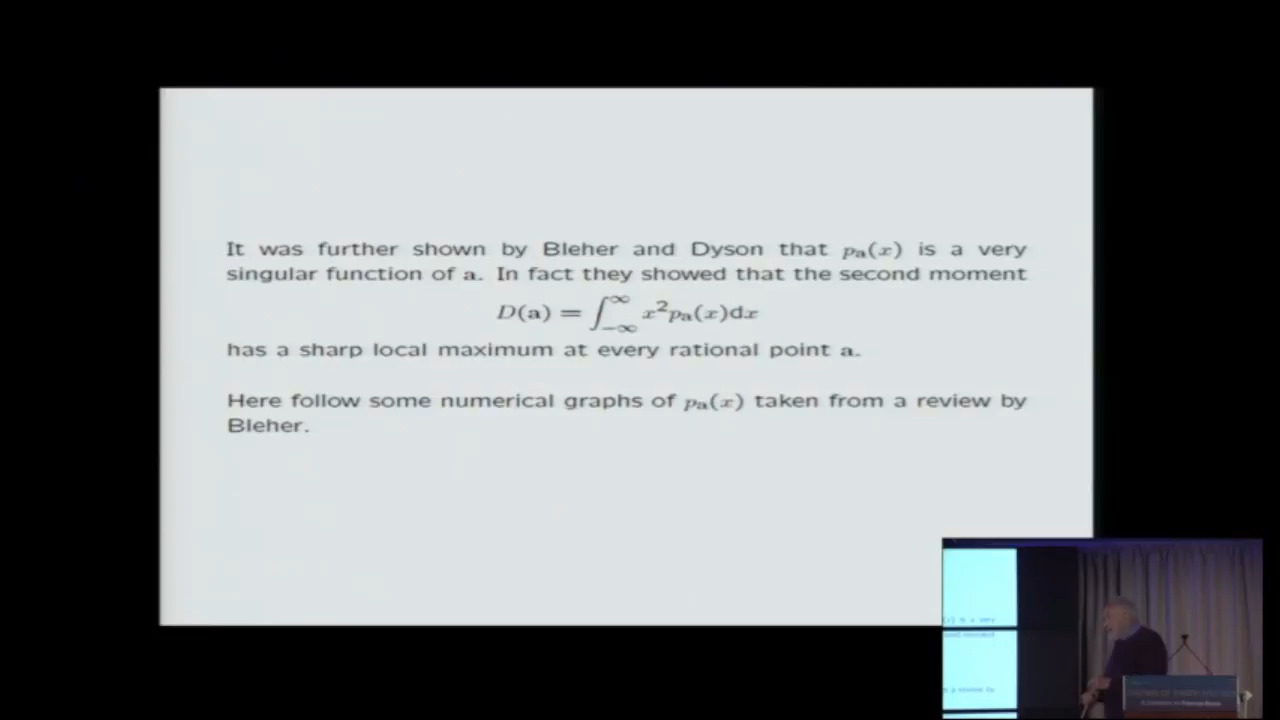 It was further shown by Bleher and Dyson that pₐ(x) is a very
singular function of a. In fact they showed that the second moment
D(a) = ∫_{-∞}^{∞} x²pₐ(x)dx
has a sharp local maximum at every rational point a.
Here follow some numerical graphs of pₐ(x) taken from a review by
Bleher.